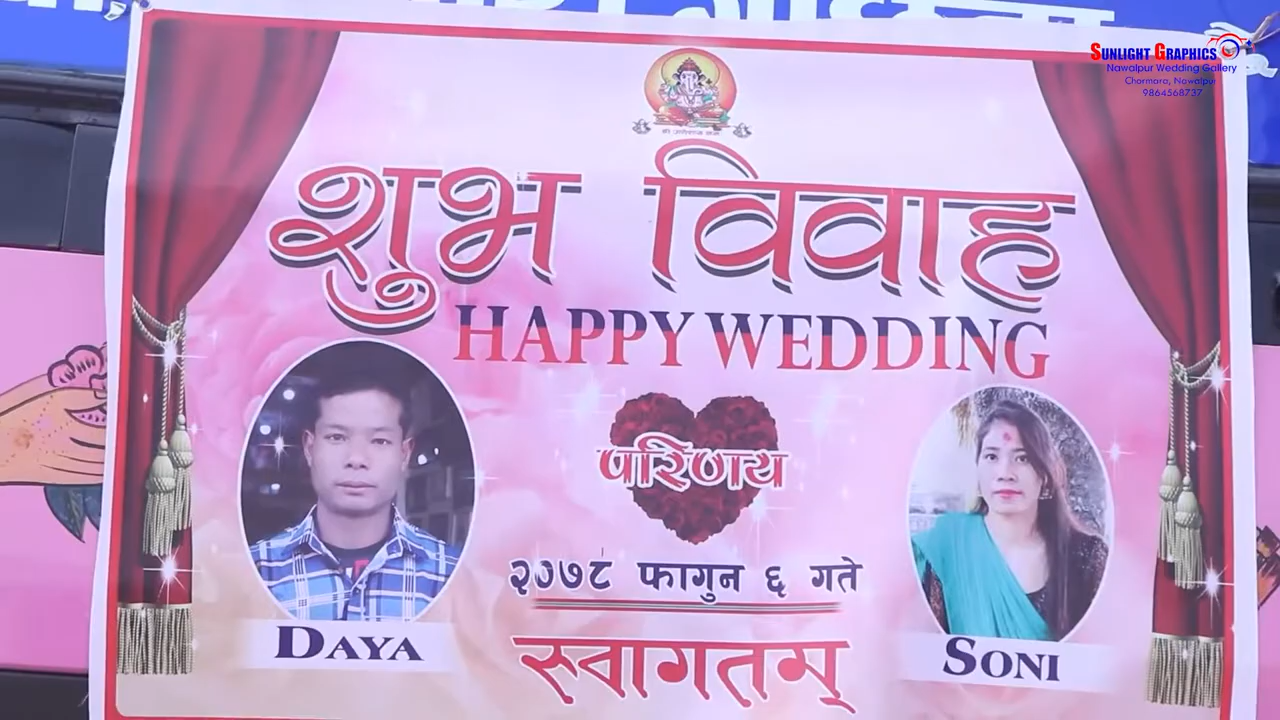 SUNLIGHT GRAPHICS
Nawalpur Wedding Gallery
Chormara, Nawalpur
9864568737
शुभ विवाह
HAPPY WEDDING
परिणय
२०७८ फागुन ६ गते
DAYA
SONI
स्वागतम्